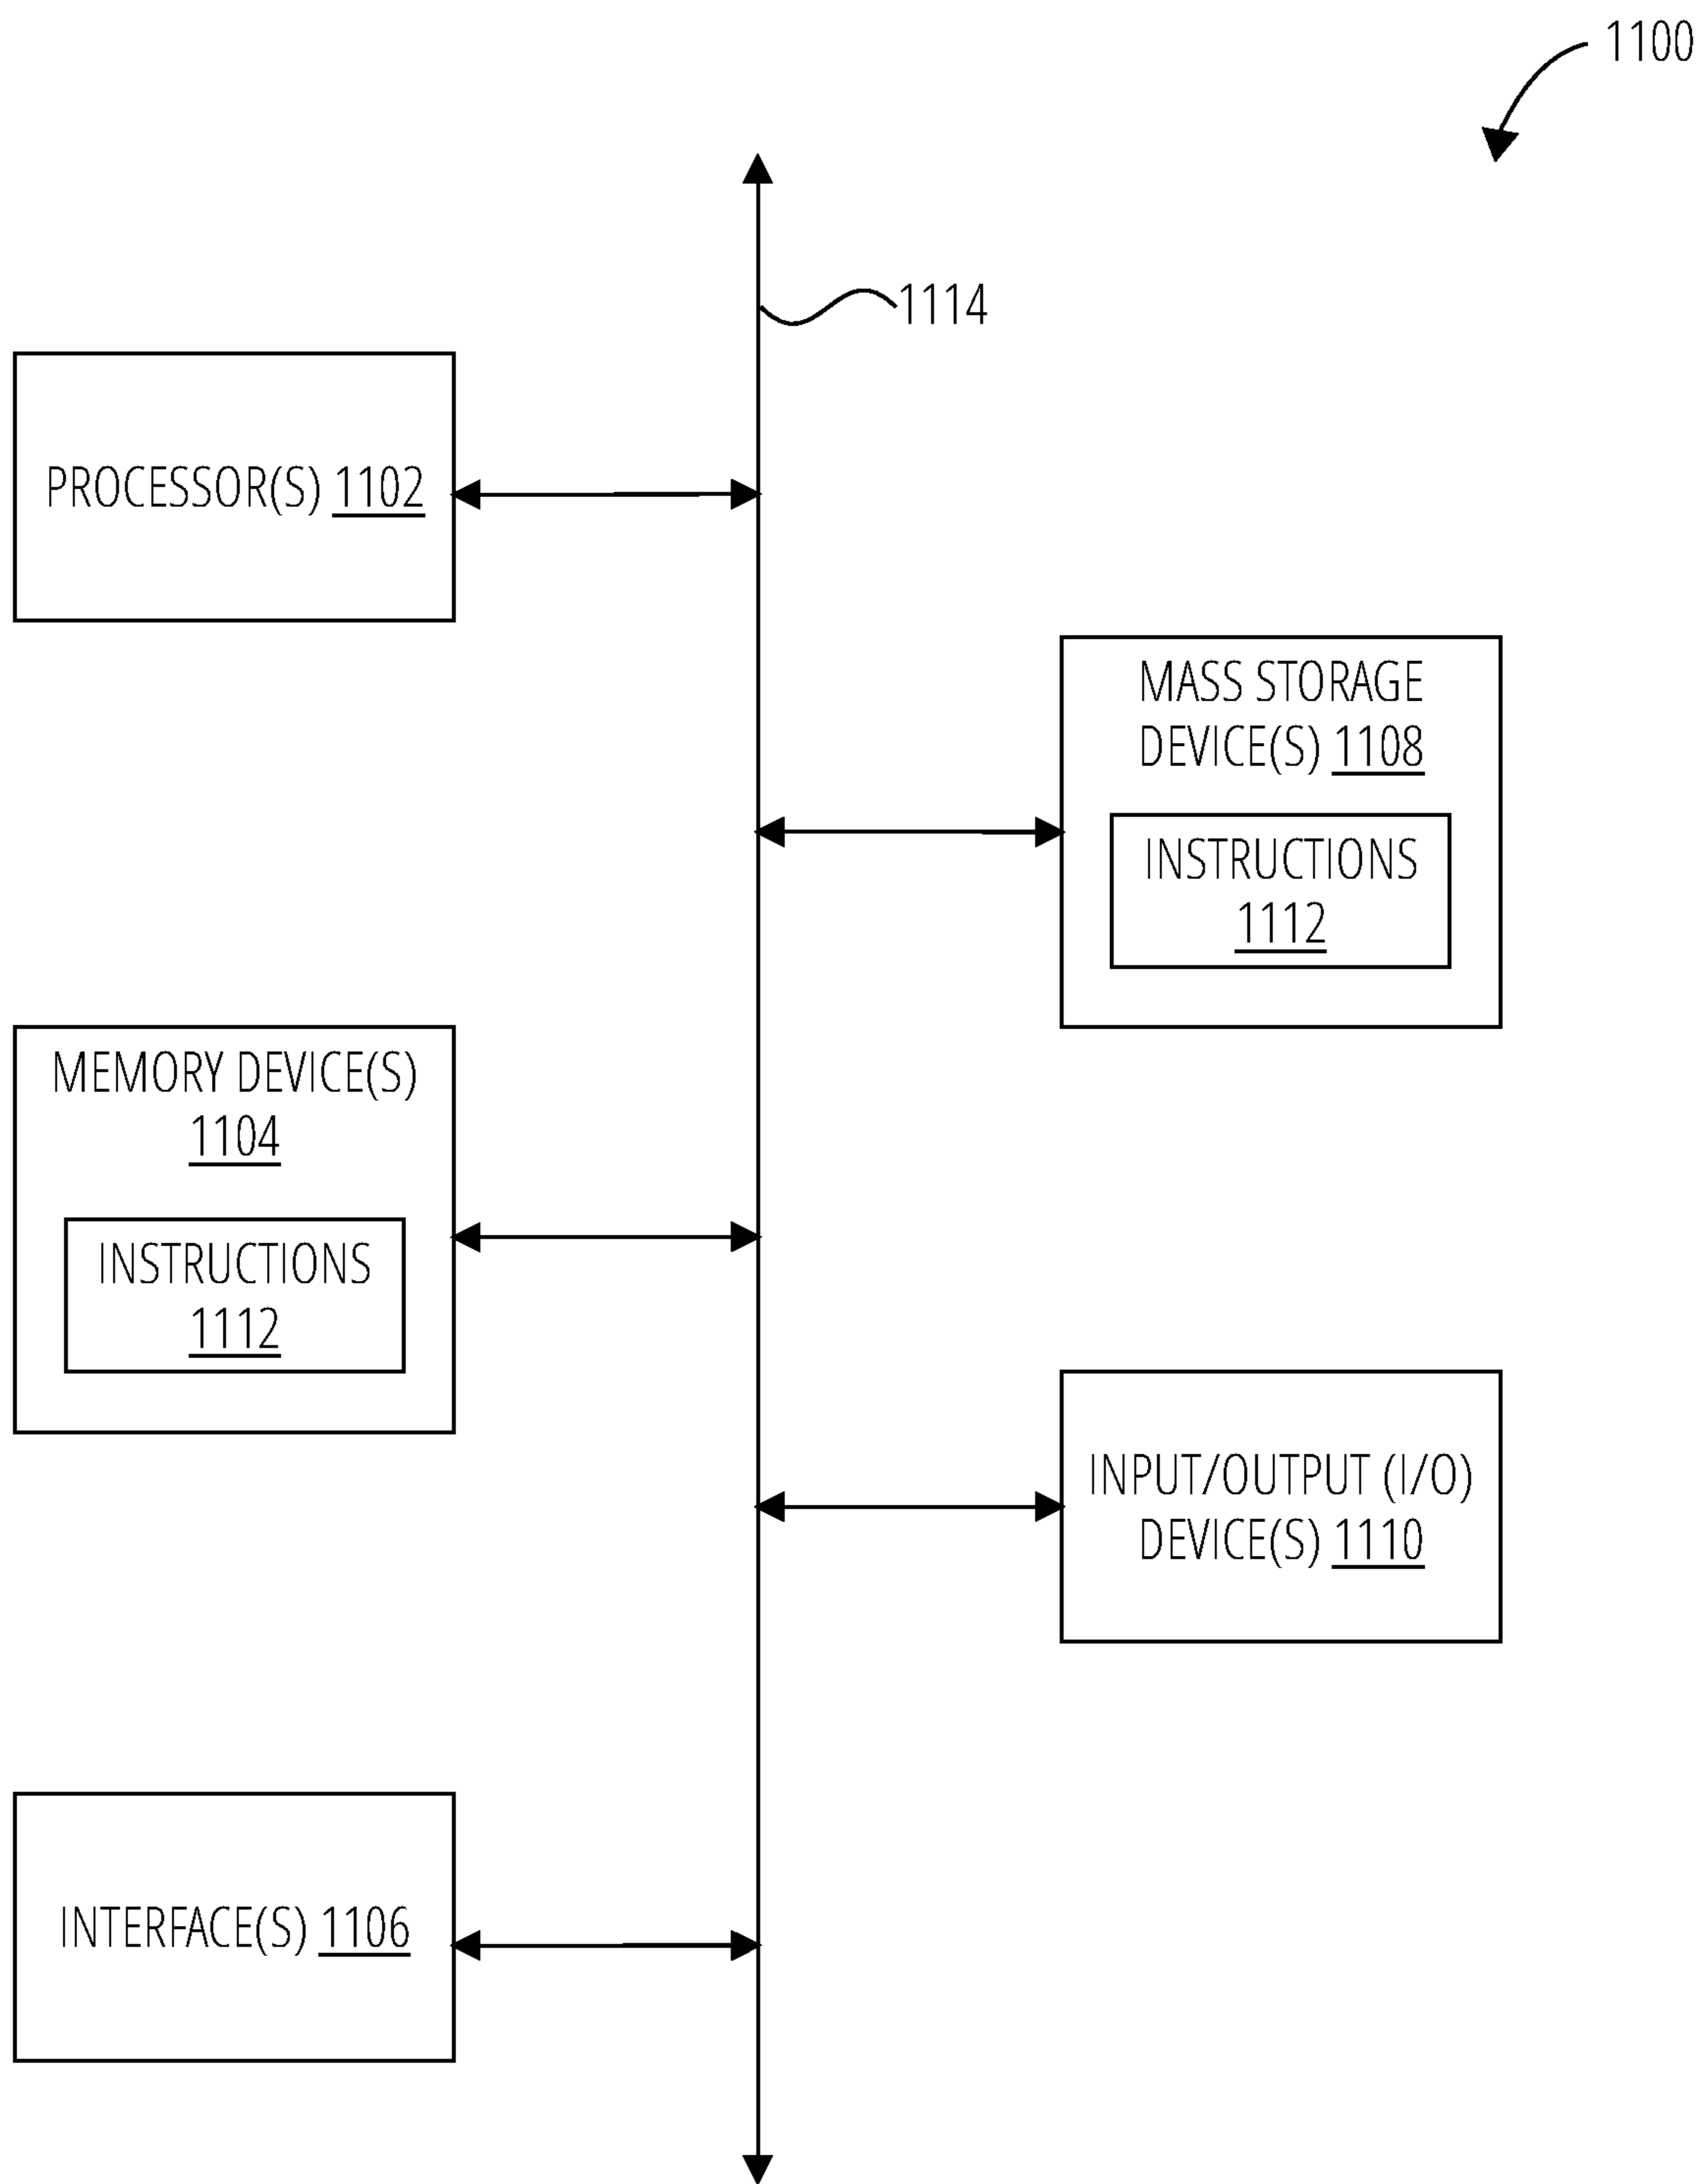 1100
1114
PROCESSOR(S) 1102
MASS STORAGE
DEVICE(S) 1108
INSTRUCTIONS
1112
MEMORY DEVICE(S)
1104
INSTRUCTIONS
1112
INPUT/OUTPUT (I/O)
DEVICE(S) 1110
INTERFACE(S) 1106